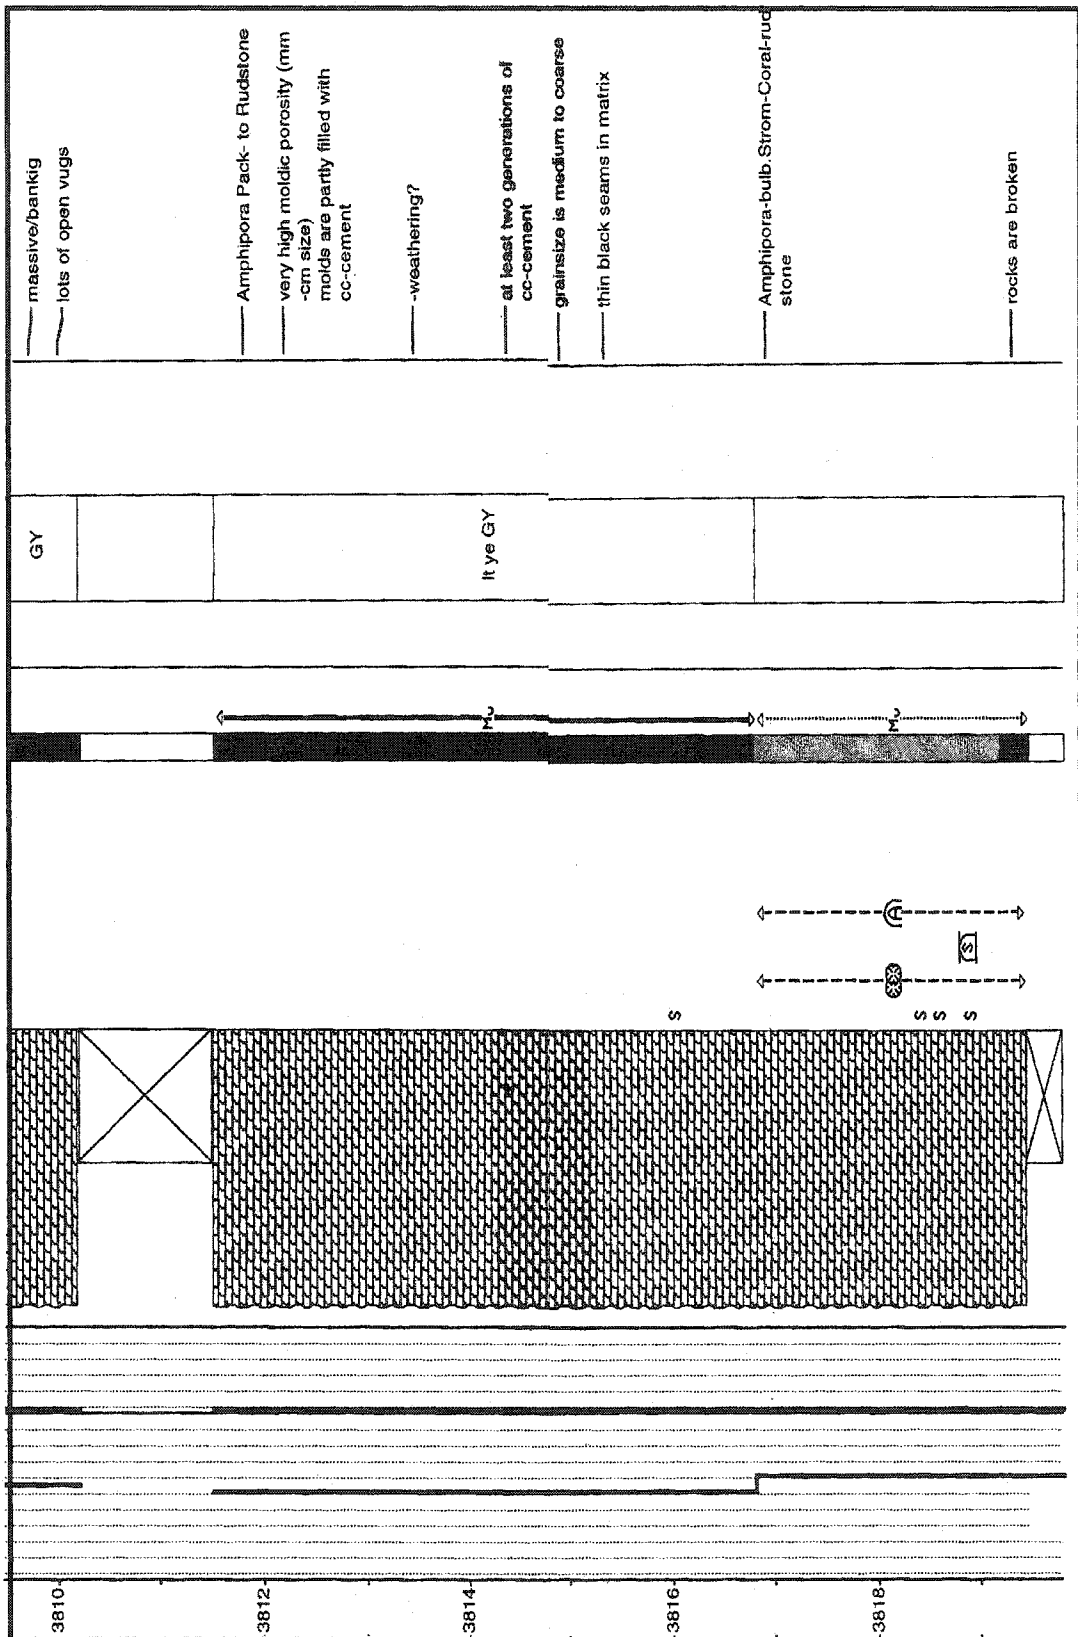 massive/bankig
lots of open vugs
Amphipora Pack- to Rudstone
very high moldic porosity (mm
-cm size)
molds are partly filled with
cc-cement
-weathering?
at least two generations of
cc-cement
grainsize is medium to coarse
thin black seams in matrix
Amphipora-bulb.Strom-Coral-rud
stone
rocks are broken
GY
lt ye GY
S
S
S
S
A
S
3810
3812
3814
3816
3818